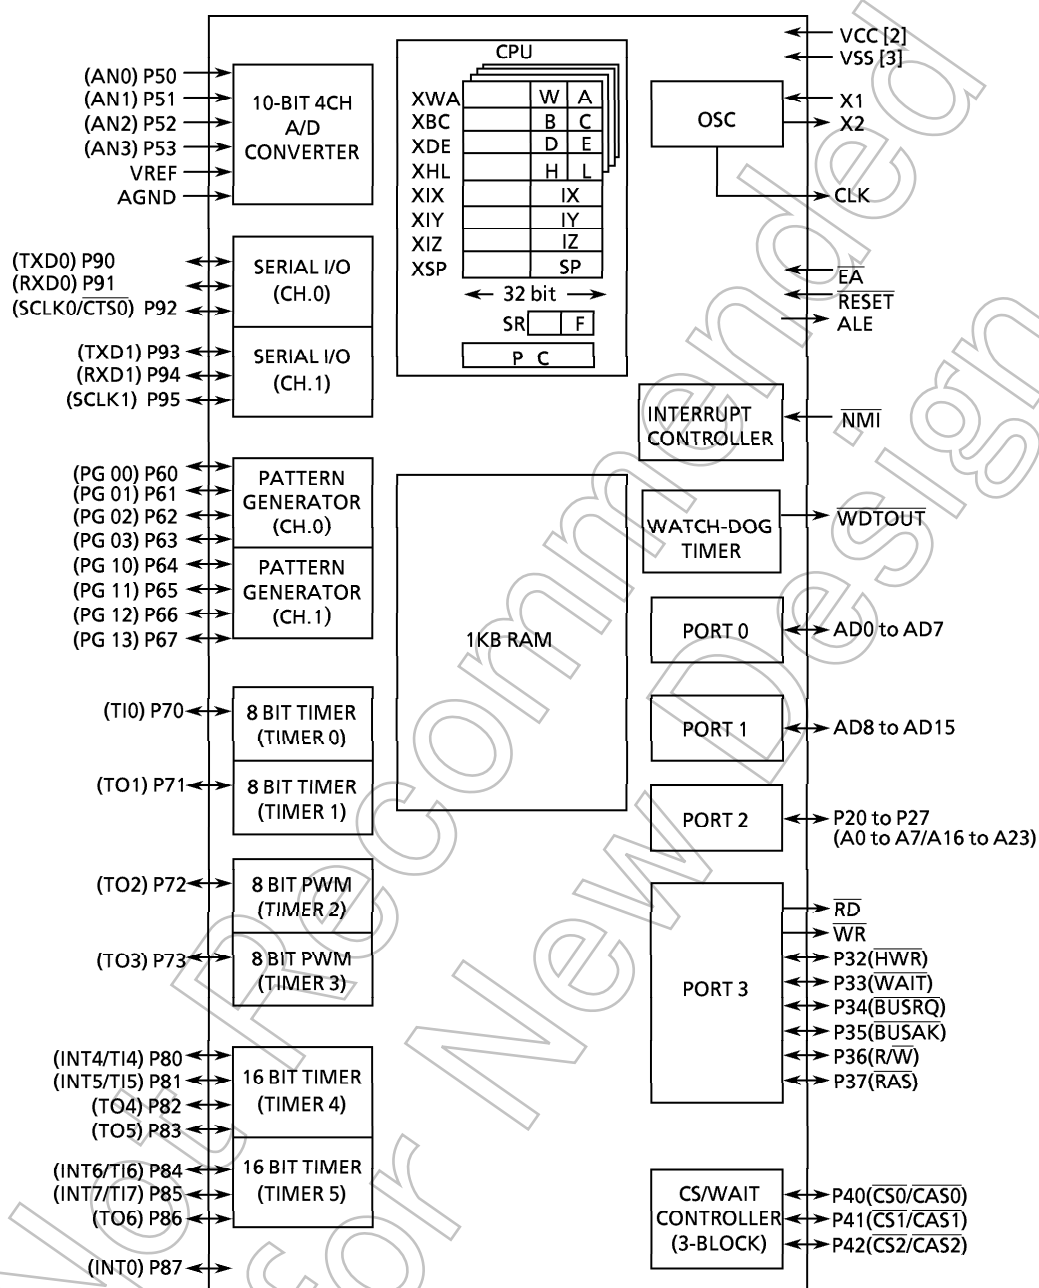 (AN0) P50
(AN1) P51
(AN2) P52
(AN3) P53
VREF
AGND
10-BIT 4CH
A/D
CONVERTER
(TXD0) P90
(RXD0) P91
(SCLK0/CTS0) P92
SERIAL I/O
(CH.0)
(TXD1) P93
(RXD1) P94
(SCLK1) P95
SERIAL I/O
(CH.1)
(PG 00) P60
(PG 01) P61
(PG 02) P62
(PG 03) P63
PATTERN
GENERATOR
(CH.0)
(PG 10) P64
(PG 11) P65
(PG 12) P66
(PG 13) P67
PATTERN
GENERATOR
(CH.1)
(TI0) P70
8 BIT TIMER
(TIMER 0)
(TO1) P71
8 BIT TIMER
(TIMER 1)
(TO2) P72
8 BIT PWM
(TIMER 2)
(TO3) P73
8 BIT PWM
(TIMER 3)
(INT4/TI4) P80
(INT5/TI5) P81
(TO4) P82
(TO5) P83
16 BIT TIMER
(TIMER 4)
(INT6/TI6) P84
(INT7/TI7) P85
(TO6) P86
16 BIT TIMER
(TIMER 5)
(INT0) P87
CPU
XWA W A
XBC B C
XDE D E
XHL H L
XIX IX
XIY IY
XIZ IZ
XSP SP
32 bit
SR F
P C
1KB RAM
VCC [2]
VSS [3]
OSC
X1
X2
CLK
EA
RESET
ALE
INTERRUPT
CONTROLLER
NMI
WATCH-DOG
TIMER
WDTOUT
PORT 0
AD0 to AD7
PORT 1
AD8 to AD15
PORT 2
P20 to P27
(A0 to A7/A16 to A23)
PORT 3
RD
WR
P32(HWR)
P33(WAIT)
P34(BUSRQ)
P35(BUSAK)
P36(R/W)
P37(RAS)
CS/WAIT
CONTROLLER
(3-BLOCK)
P40(CS0/CAS0)
P41(CS1/CAS1)
P42(CS2/CAS2)
Not Recommended
for New Design